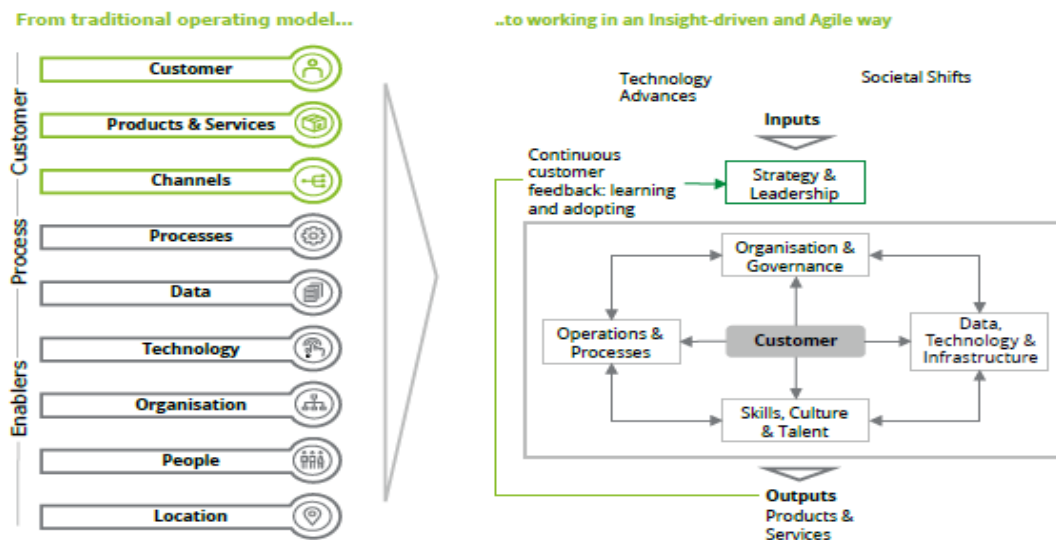 From traditional operating model...
..to working in an Insight-driven and Agile way
Customer
Process
Enablers
Customer
Products & Services
Channels
Processes
Data
Technology
Organisation
People
Location
Technology
Advances
Societal Shifts
Inputs
Continuous
customer
feedback: learning
and adopting
Strategy &
Leadership
Organisation &
Governance
Operations &
Processes
Customer
Data,
Technology &
Infrastructure
Skills, Culture
& Talent
Outputs
Products &
Services